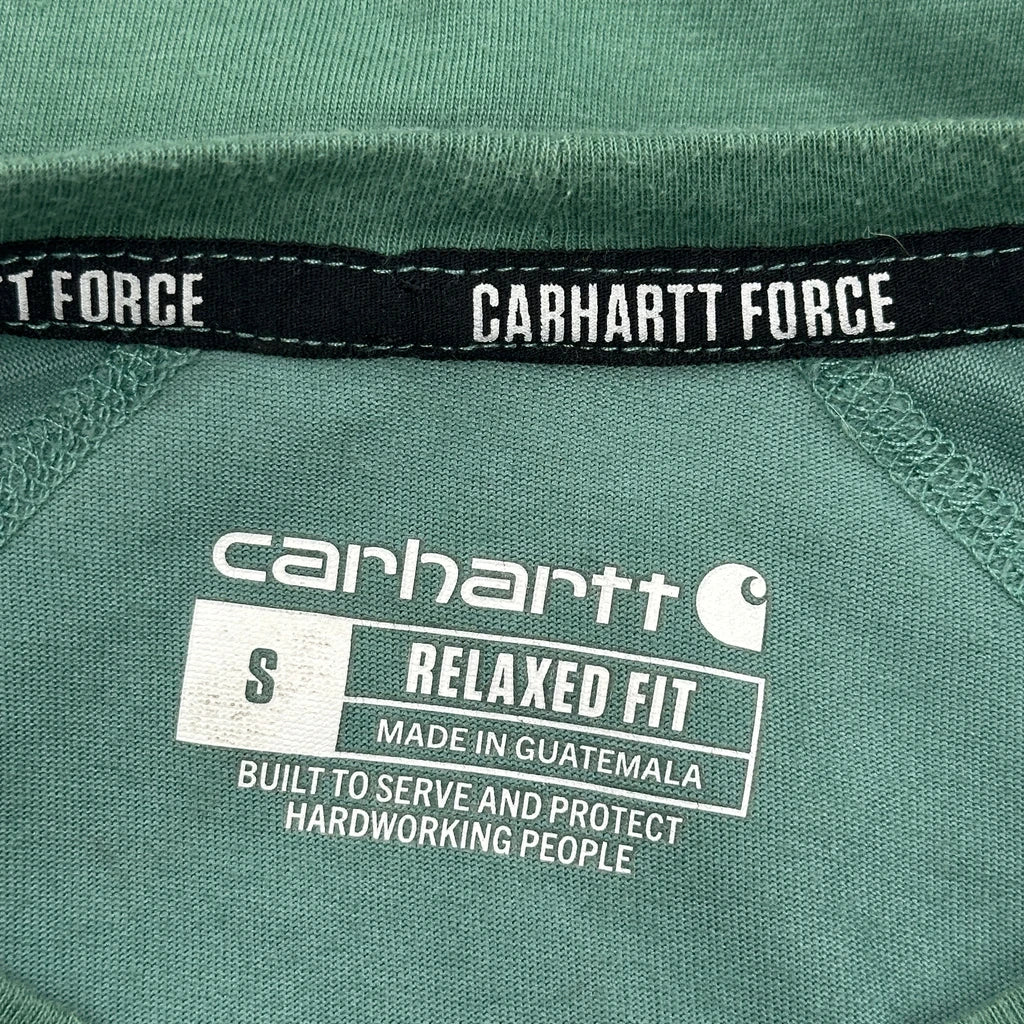 T FORCE CARHARTT FORCE
carhartt
S
RELAXED FIT
MADE IN GUATEMALA
BUILT TO SERVE AND PROTECT
HARDWORKING PEOPLE